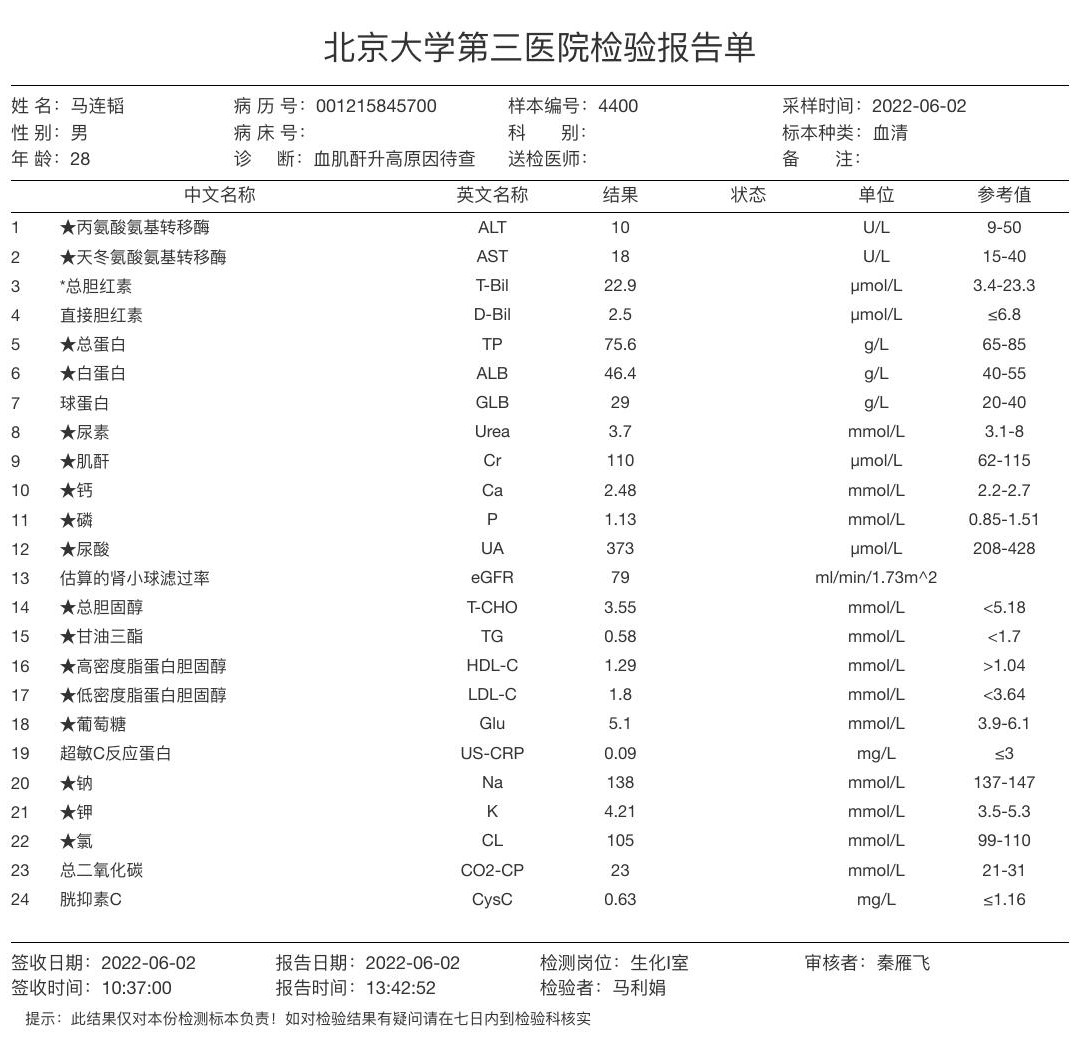 北京大学第三医院检验报告单
姓 名：马连韬 病 历 号：001215845700 样本编号：4400 采样时间：2022-06-02
性 别：男 病 床 号： 科 别： 标本种类：血清
年 龄：28 诊 断：血肌酐升高原因待查 送检医师： 备 注：
中文名称 英文名称 结果 状态 单位 参考值
1 ★丙氨酸氨基转移酶 ALT 10 U/L 9-50
2 ★天冬氨酸氨基转移酶 AST 18 U/L 15-40
3 *总胆红素 T-Bil 22.9 μmol/L 3.4-23.3
4 直接胆红素 D-Bil 2.5 μmol/L ≤6.8
5 ★总蛋白 TP 75.6 g/L 65-85
6 ★白蛋白 ALB 46.4 g/L 40-55
7 球蛋白 GLB 29 g/L 20-40
8 ★尿素 Urea 3.7 mmol/L 3.1-8
9 ★肌酐 Cr 110 μmol/L 62-115
10 ★钙 Ca 2.48 mmol/L 2.2-2.7
11 ★磷 P 1.13 mmol/L 0.85-1.51
12 ★尿酸 UA 373 μmol/L 208-428
13 估算的肾小球滤过率 eGFR 79 ml/min/1.73m^2
14 ★总胆固醇 T-CHO 3.55 mmol/L <5.18
15 ★甘油三酯 TG 0.58 mmol/L <1.7
16 ★高密度脂蛋白胆固醇 HDL-C 1.29 mmol/L >1.04
17 ★低密度脂蛋白胆固醇 LDL-C 1.8 mmol/L <3.64
18 ★葡萄糖 Glu 5.1 mmol/L 3.9-6.1
19 超敏C反应蛋白 US-CRP 0.09 mg/L ≤3
20 ★钠 Na 138 mmol/L 137-147
21 ★钾 K 4.21 mmol/L 3.5-5.3
22 ★氯 CL 105 mmol/L 99-110
23 总二氧化碳 CO2-CP 23 mmol/L 21-31
24 胱抑素C CysC 0.63 mg/L ≤1.16
签收日期：2022-06-02 报告日期：2022-06-02 检测岗位：生化I室 审核者：秦雁飞
签收时间：10:37:00 报告时间：13:42:52 检验者：马利娟
提示：此结果仅对本份检测标本负责！如对检验结果有疑问请在七日内到检验科核实